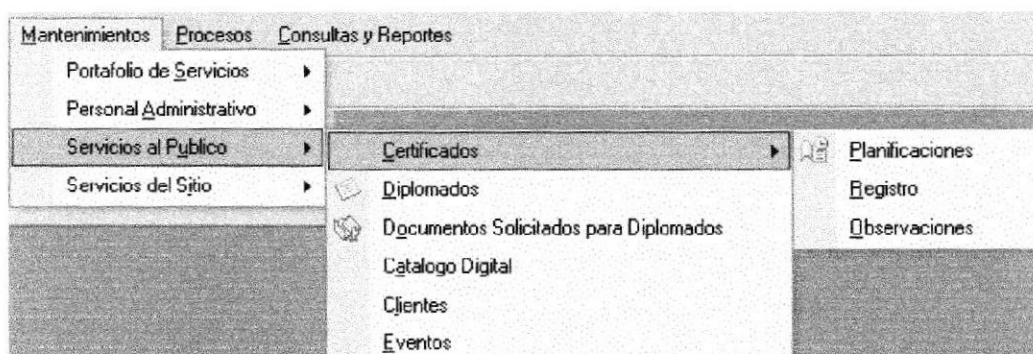 Mantenimientos Procesos Consultas y Reportes
Portafolio de Servicios
Personal Administrativo
Servicios al Publico
Servicios del Sitio
Certificados
Diplomados
Documentos Solicitados para Diplomados
Catalogo Digital
Clientes
Eventos
Planificaciones
Registro
Observaciones